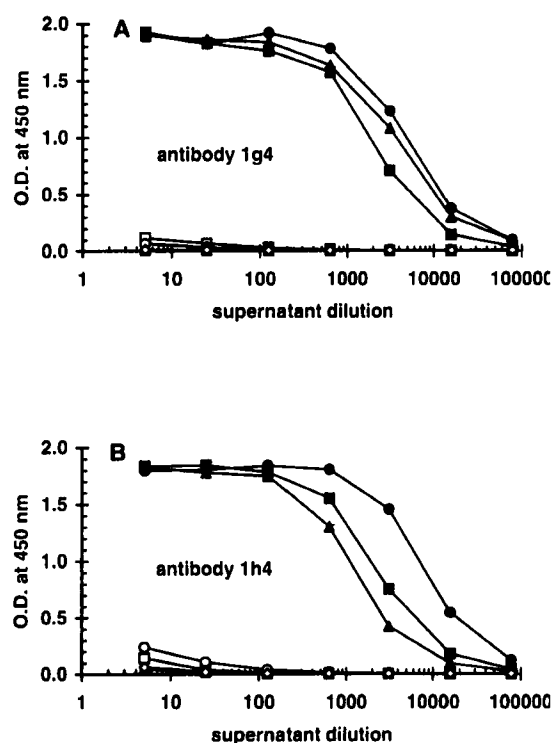 A
2.0
1.5
1.0
0.5
0.0
O.D. at 450 nm
antibody 1g4
1 10 100 1000 10000 100000
supernatant dilution
B
2.0
1.5
1.0
0.5
0.0
O.D. at 450 nm
antibody 1h4
1 10 100 1000 10000 100000
supernatant dilution